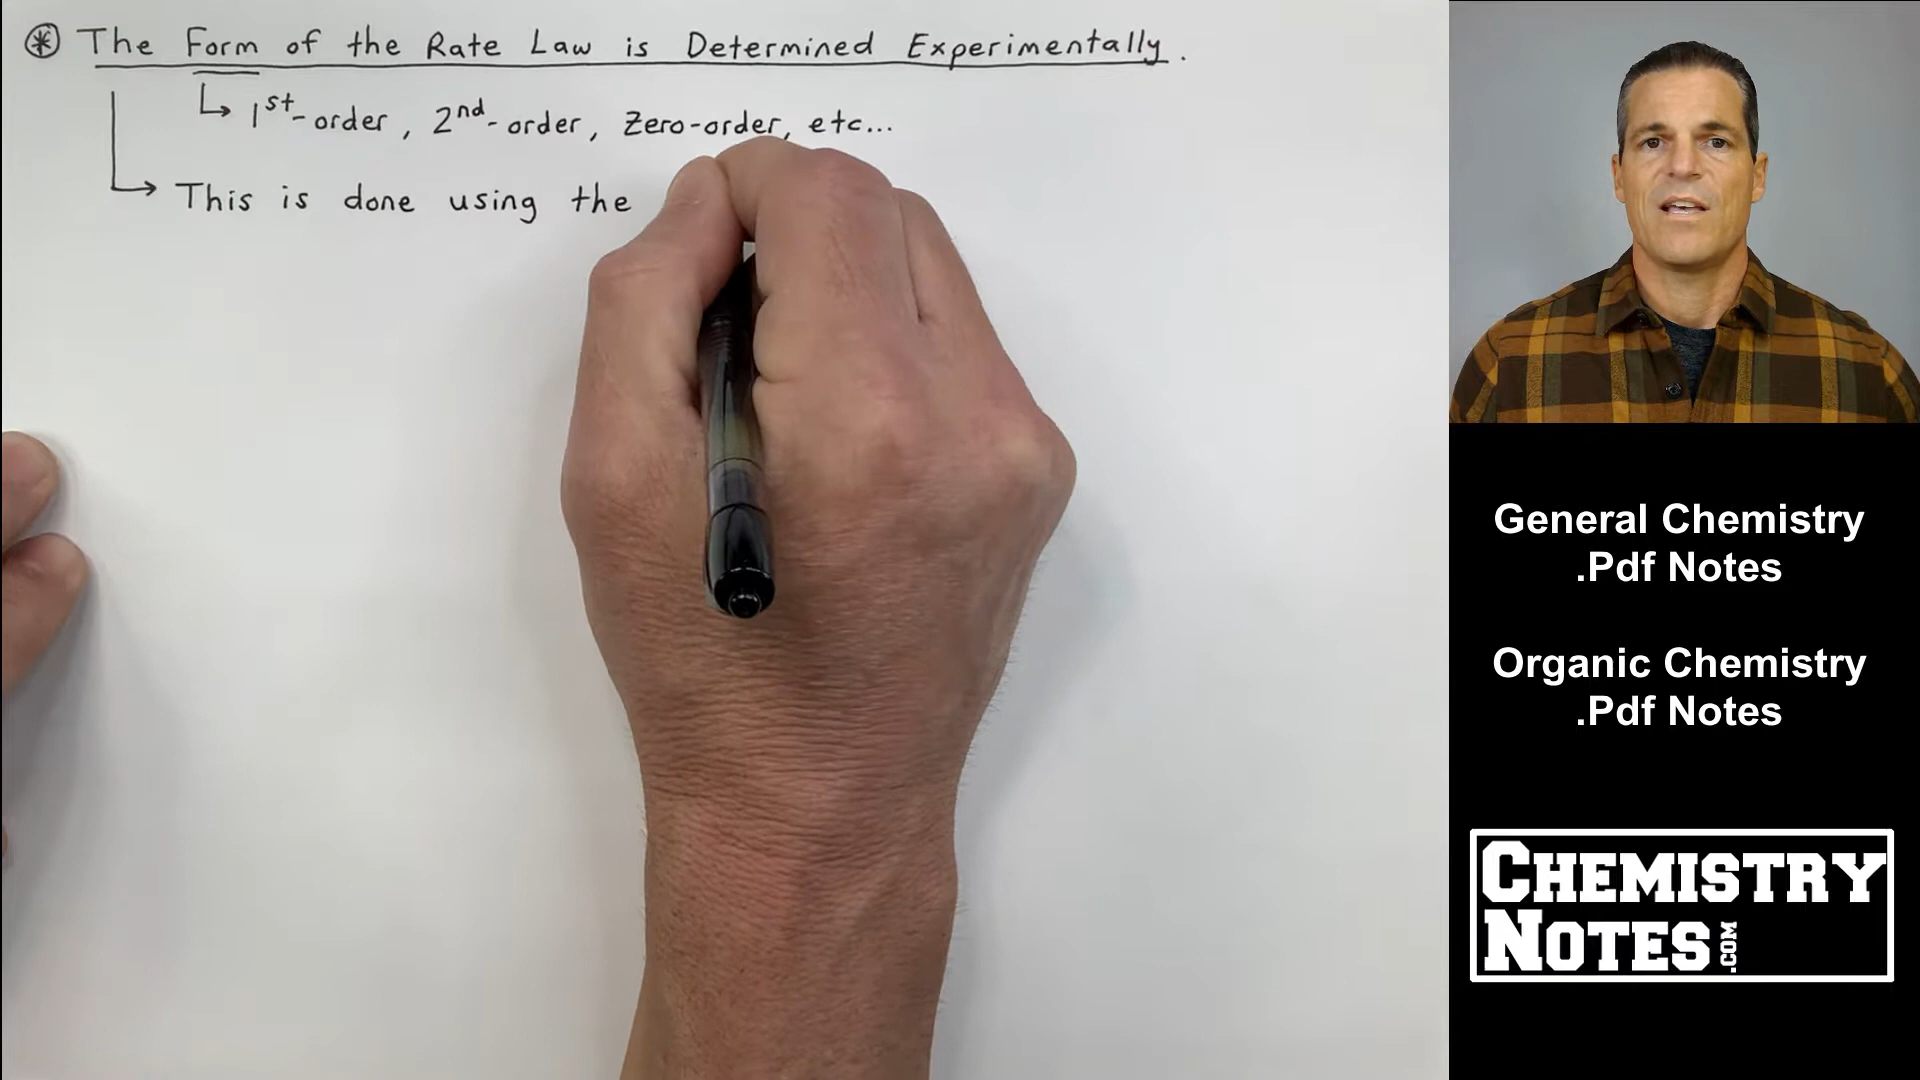 * The Form of the Rate Law is Determined Experimentally.
↳ 1st-order, 2nd-order, Zero-order, etc...
↳ This is done using the
General Chemistry
.Pdf Notes
Organic Chemistry
.Pdf Notes
CHEMISTRY
NOTES.COM